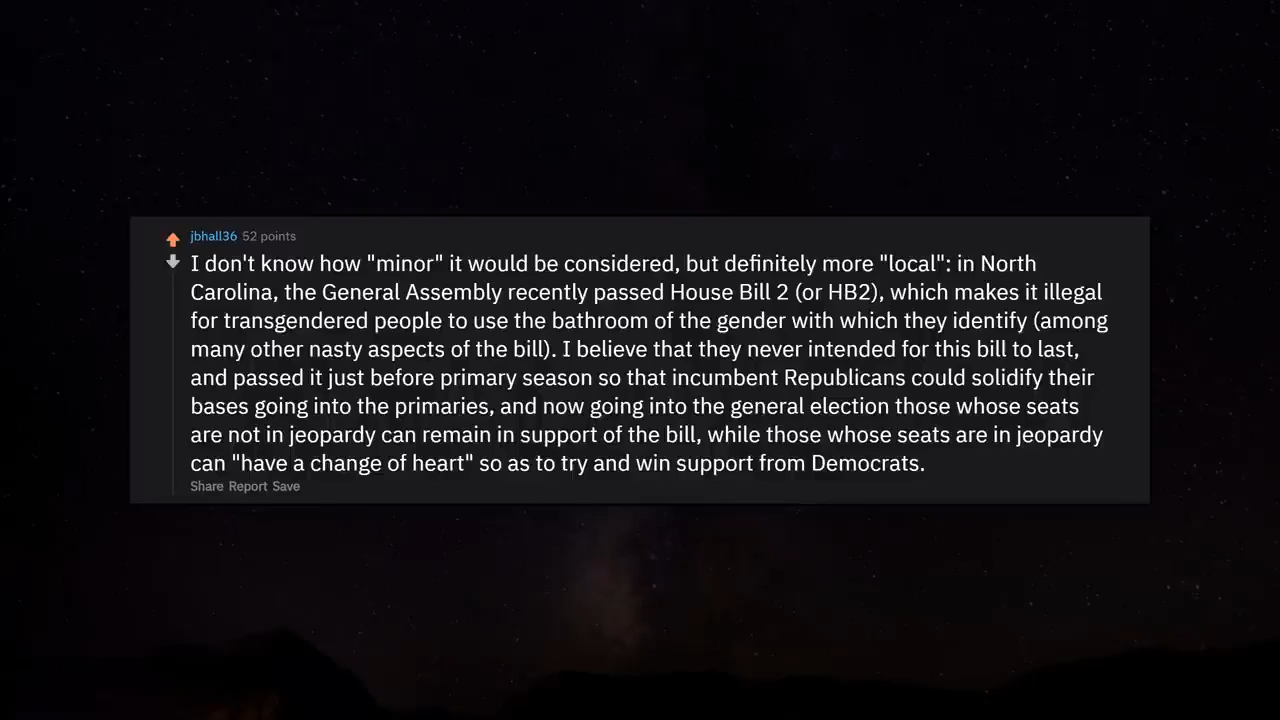 jbhall36 52 points
I don't know how "minor" it would be considered, but definitely more "local": in North
Carolina, the General Assembly recently passed House Bill 2 (or HB2), which makes it illegal
for transgendered people to use the bathroom of the gender with which they identify (among
many other nasty aspects of the bill). I believe that they never intended for this bill to last,
and passed it just before primary season so that incumbent Republicans could solidify their
bases going into the primaries, and now going into the general election those whose seats
are not in jeopardy can remain in support of the bill, while those whose seats are in jeopardy
can "have a change of heart" so as to try and win support from Democrats.
Share Report Save